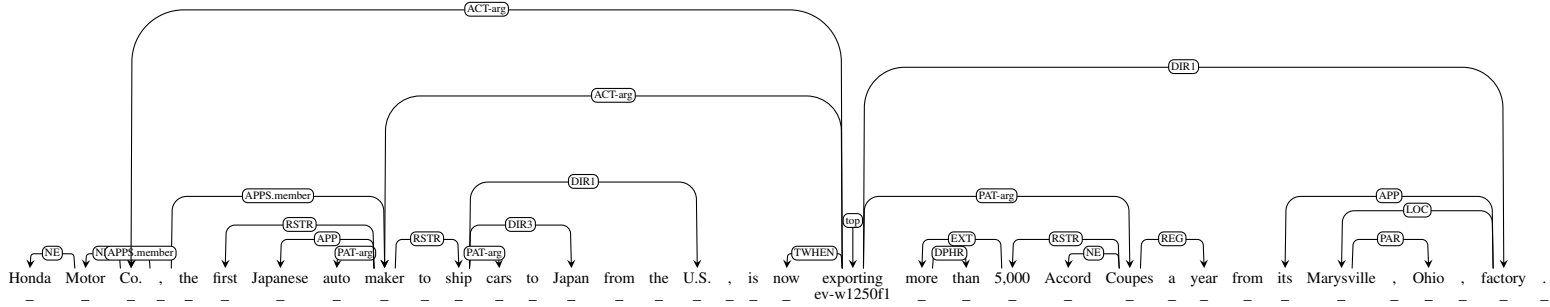 ACT-arg
DIR1
ACT-arg
DIR1
APPS.member PAT-arg APP
LOC
top
RSTR DIR3
APP RSTR EXT RSTR REG PAR
NE APPS.member PAT-arg PAT-arg TWHEN DPHR NE
Honda Motor Co. , the first Japanese auto maker to ship cars to Japan from the U.S. , is now exporting more than 5,000 Accord Coupes a year from its Marysville , Ohio , factory .
_ _ _ _ _ _ _ _ _ _ _ _ _ _ _ _ _ _ _ _ ev-w1250f1 _ _ _ _ _ _ _ _ _ _ _ _ _ _ _